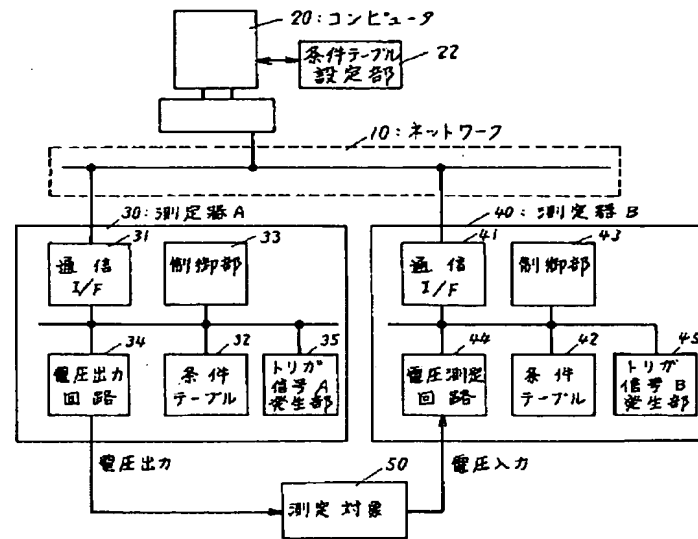 20:コンピュータ
条件テーブル
設定部
22
10:ネットワーク
30:測定器A
40:測定器B
31
33
41
43
通信
I/F
制御部
通信
I/F
制御部
34
32
35
44
42
45
電圧出力
回路
条件
テーブル
トリガ
信号A
発生部
電圧測定
回路
条件
テーブル
トリガ
信号B
発生部
電圧出力
50
電圧入力
測定対象